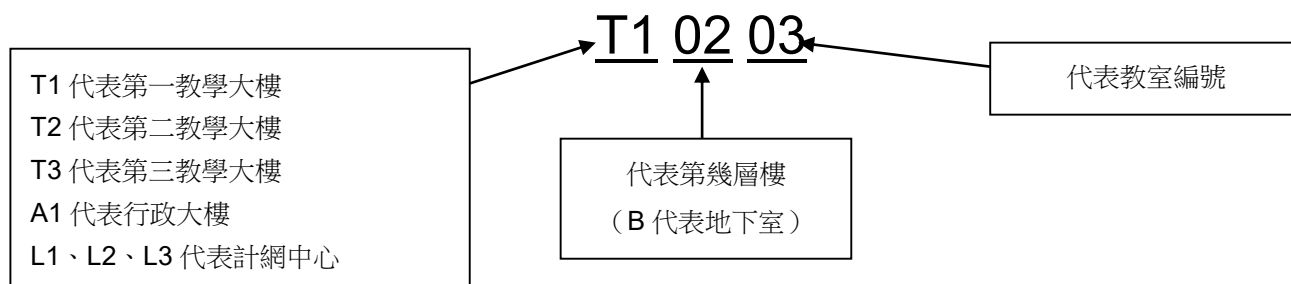 T1 02 03
T1 代表第一教學大樓
T2 代表第二教學大樓
T3 代表第三教學大樓
A1 代表行政大樓
L1、L2、L3 代表計網中心
代表第幾層樓
（B 代表地下室）
代表教室編號